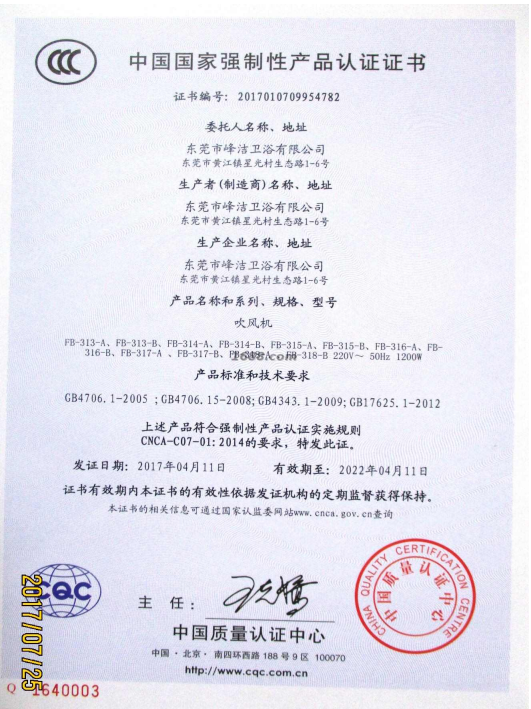 CCC
中国国家强制性产品认证证书
证书编号: 2017010709954782
委托人名称、地址
东莞市峰洁卫浴有限公司
东莞市黄江镇星光村生态路1-6号
生产者(制造商)名称、地址
东莞市峰洁卫浴有限公司
东莞市黄江镇星光村生态路1-6号
生产企业名称、地址
东莞市峰洁卫浴有限公司
东莞市黄江镇星光村生态路1-6号
产品名称和系列、规格、型号
吹风机
FB-313-A、FB-313-B、FB-314-A、FB-314-B、FB-315-A、FB-315-B、FB-316-A、FB-
316-B、FB-317-A 、FB-317-B、 FB-318-B 220V～ 50Hz 1200W
1688.com
产品标准和技术要求
GB4706.1-2005 ;GB4706.15-2008;GB4343.1-2009;GB17625.1-2012
上述产品符合强制性产品认证实施规则
CNCA-C07-01:2014的要求，特发此证。
发证日期: 2017年04月11日 有效期至: 2022年04月11日
证书有效期内本证书的有效性依据发证机构的定期监督获得保持。
本证书的相关信息可通过国家认监委网站www.cnca.gov.cn查询
CQC
主 任:
CHINA QUALITY CERTIFICATION CENTRE
中国质量认证中心
中国质量认证中心
中国·北京·南四环西路188号9区 100070
http://www.cqc.com.cn
2017/07/25
Q 1640003